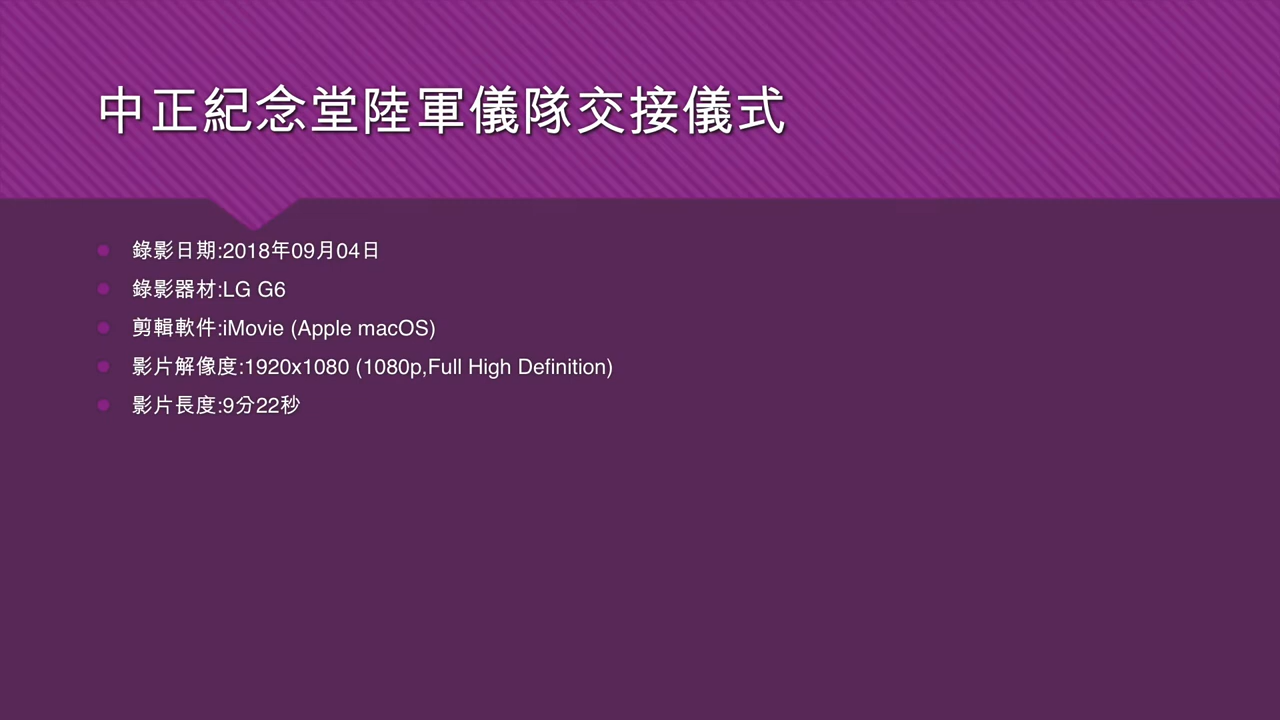 中正紀念堂陸軍儀隊交接儀式
錄影日期:2018年09月04日
錄影器材:LG G6
剪輯軟件:iMovie (Apple macOS)
影片解像度:1920x1080 (1080p,Full High Definition)
影片長度:9分22秒